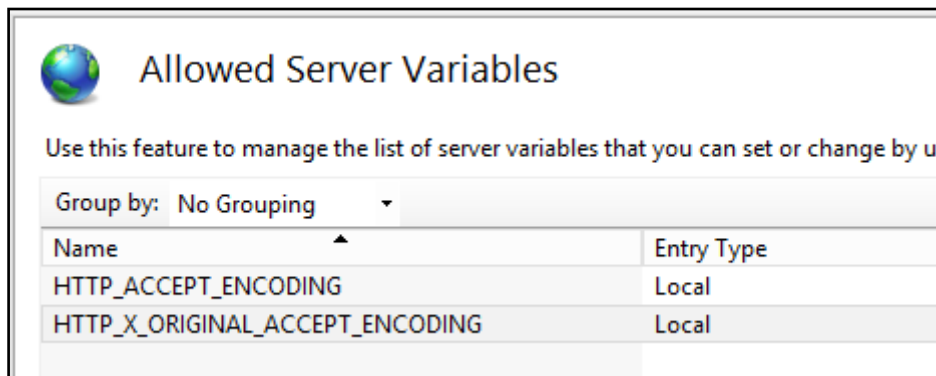 Allowed Server Variables
Use this feature to manage the list of server variables that you can set or change by u
Group by: No Grouping
Name Entry Type
HTTP_ACCEPT_ENCODING Local
HTTP_X_ORIGINAL_ACCEPT_ENCODING Local